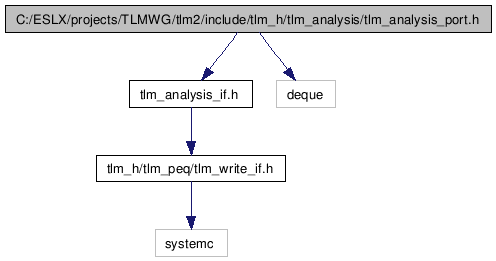 C:/ESLX/projects/TLMWG/tlm2/include/tlm_h/tlm_analysis/tlm_analysis_port.h
tlm_analysis_if.h
deque
tlm_h/tlm_peq/tlm_write_if.h
systemc